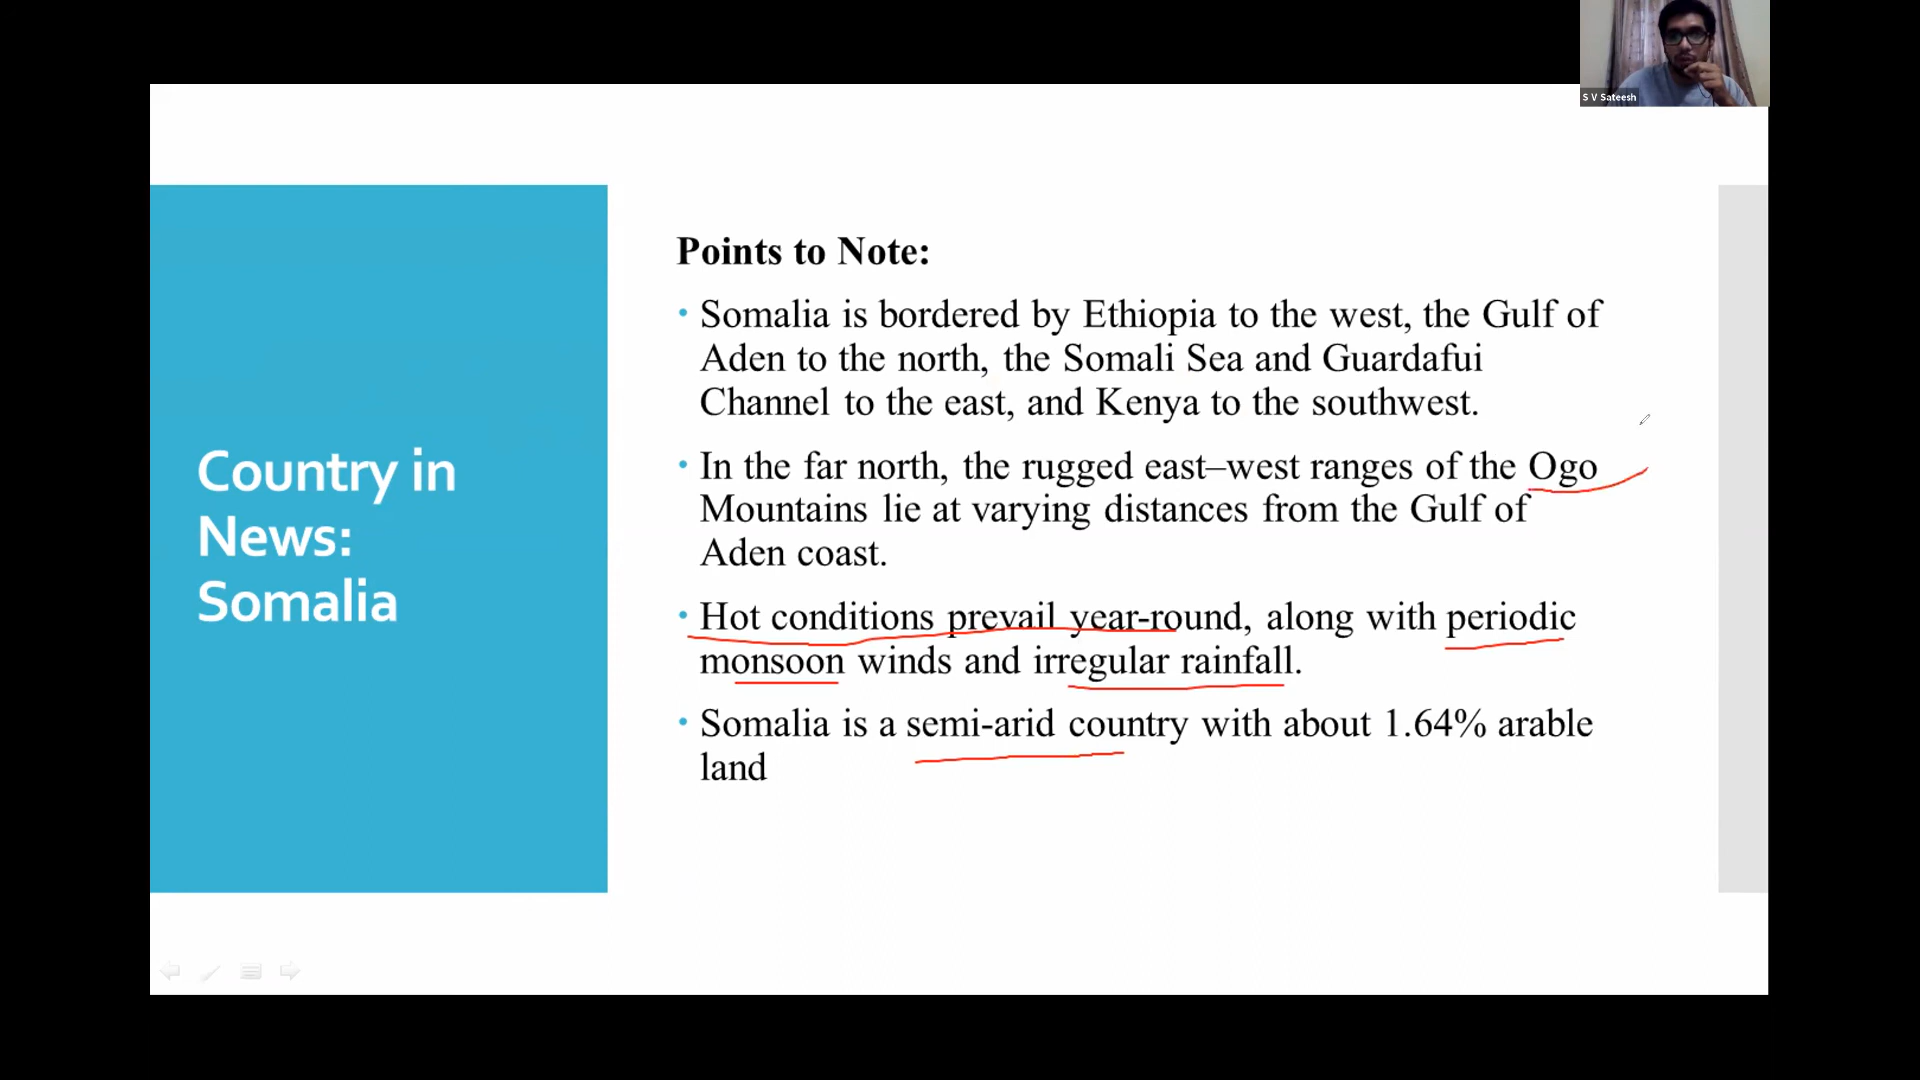 S V Sateesh
Country in
News:
Somalia
Points to Note:
• Somalia is bordered by Ethiopia to the west, the Gulf of
Aden to the north, the Somali Sea and Guardafui
Channel to the east, and Kenya to the southwest.
• In the far north, the rugged east–west ranges of the Ogo
Mountains lie at varying distances from the Gulf of
Aden coast.
• Hot conditions prevail year-round, along with periodic
monsoon winds and irregular rainfall.
• Somalia is a semi-arid country with about 1.64% arable
land